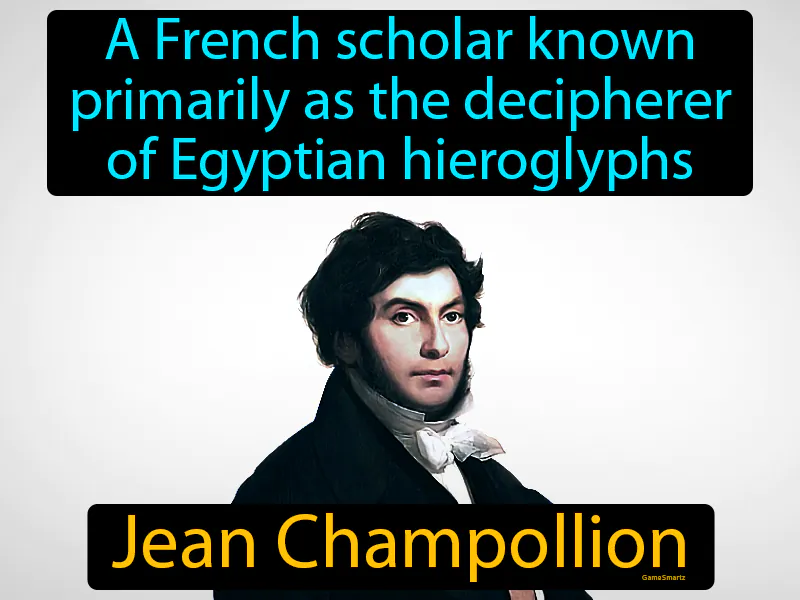 A French scholar known
primarily as the decipherer
of Egyptian hieroglyphs
Jean Champollion
GameSmartz